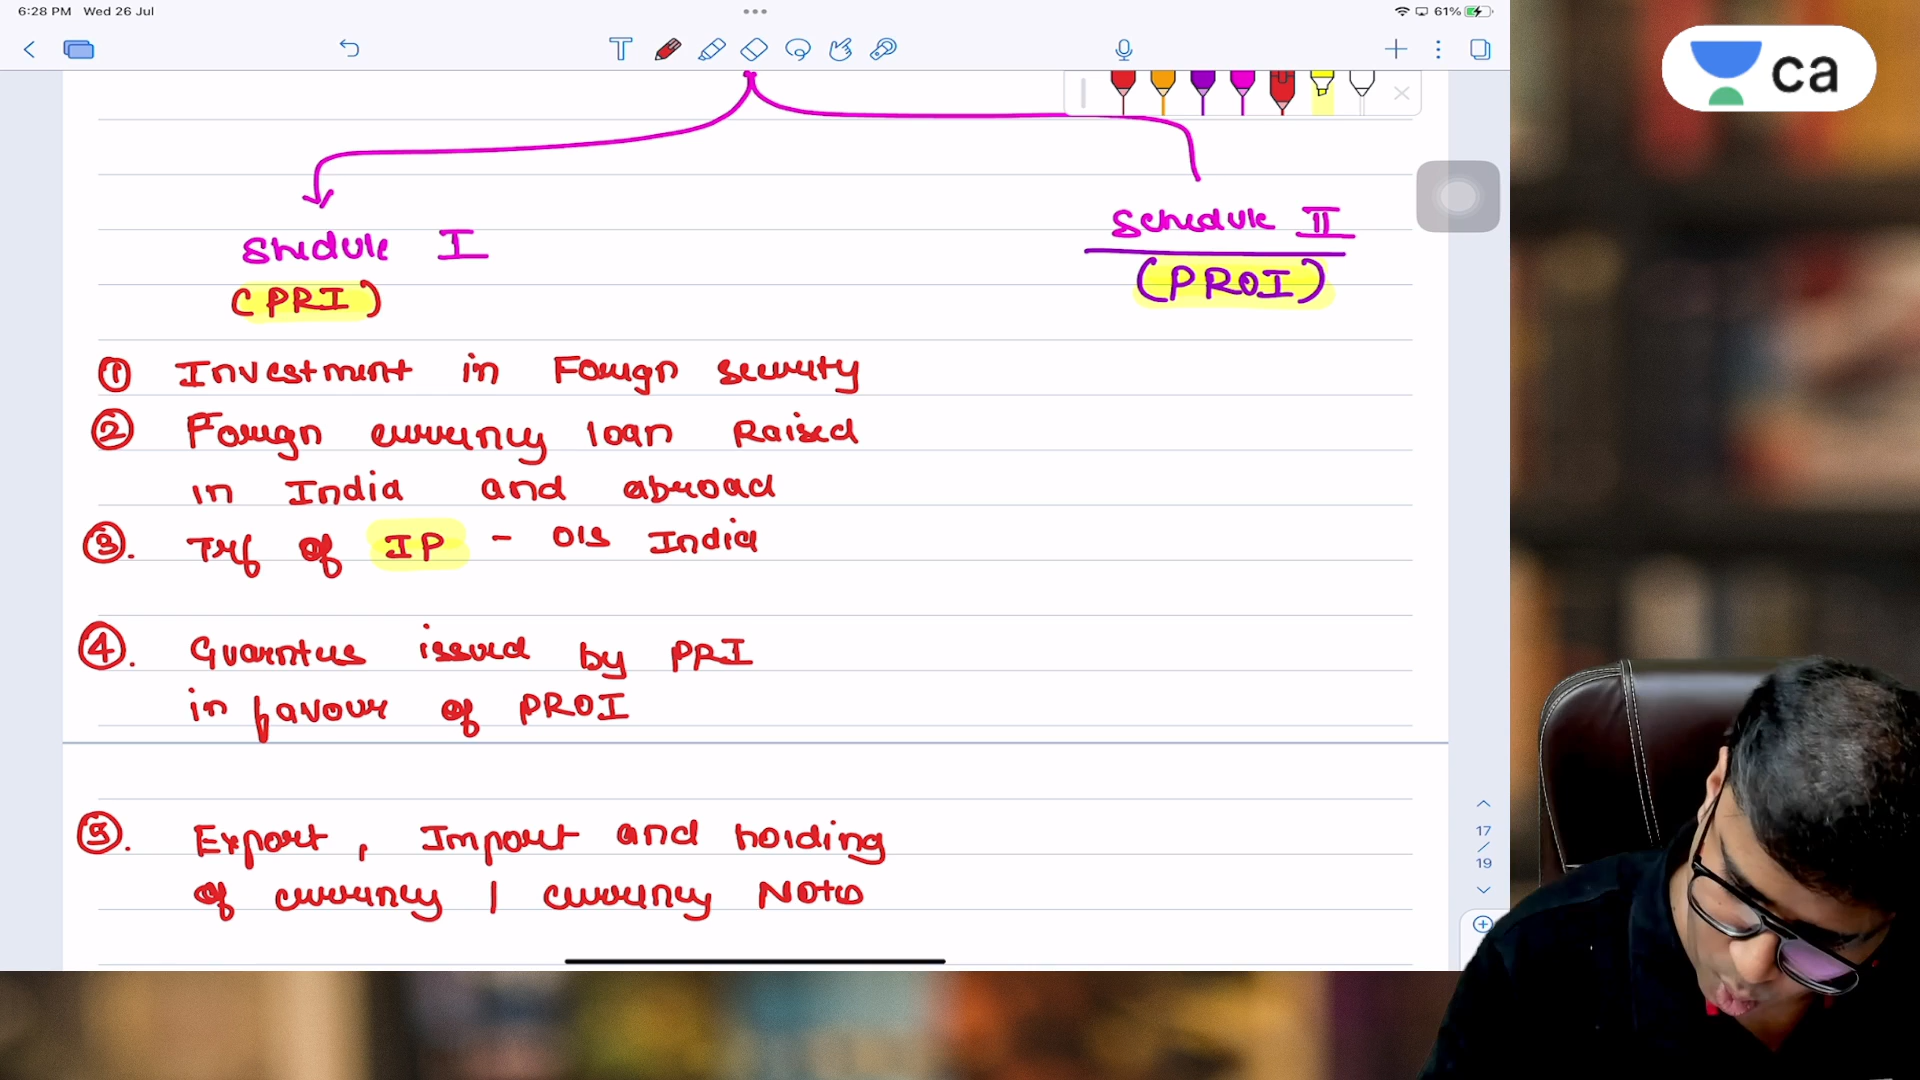 6:28 PM Wed 26 Jul
61%
ca
Schedule II
Shedule I
(PROI)
(PRI)
① Investment in Foreign security
② Foreign currency loan Raised
in India and abroad
③. Trf of IP - O/S India
④. Guarntees issued by PRI
in favour of PROI
⑤. Export, Import and holding
of currency / currency Notes
17
/
19